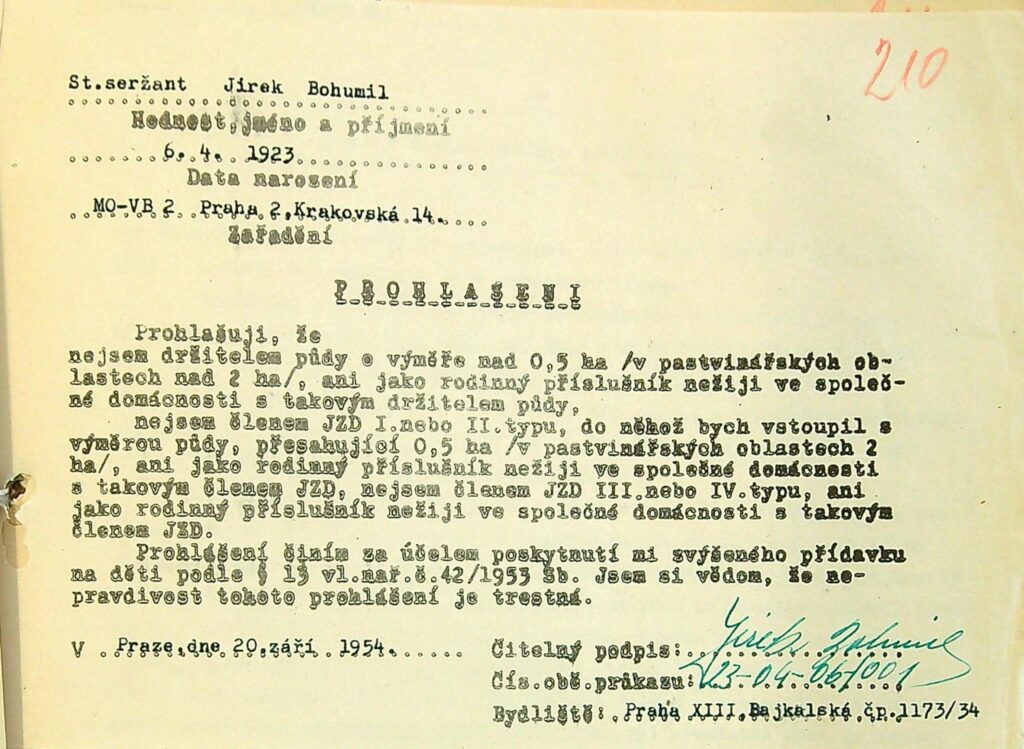 210
St.seržant Jirek Bohumil
Hodnost,jméno a příjmení
6. 4. 1923
Data narození
MO-VB 2 Praha 2,Krakovská 14.
Zařadění
PROHLAŠENI
Prohlašuji, že
nejsem držitelem půdy o výměře nad 0,5 ha /v pastvinářských ob-
lastech nad 2 ha/, ani jako rodinný příslušník nežiji ve společ-
né domácnosti s takovým držitelem půdy,
nejsem členem JZD I.nebo II.typu, do něhož bych vstoupil s
výměrou půdy, přesahující 0,5 ha /v pastvinářských oblastech 2
ha/, ani jako rodinný příslušník nežiji ve společné domácnosti
s takovým členem JZD, nejsem členem JZD III.nebo IV.typu, ani
jako rodinný příslušník nežiji ve společné domácnosti s takovým
členem JZD.
Prohlášení činím za účelem poskytnutí mi svýšeného přídavku
na děti podle § 13 vl.nař.č.42/1953 Sb. Jsem si vědom, že ne-
pravdivost tohoto prohlášení je trestná.
V Praze,dne 20.září 1954.
Čitelný podpis: Jirek Bohumil
Čís.obč.průkazu: 23-04-06/001
Bydliště: Praha XIII,Bajkalská čp.1173/34